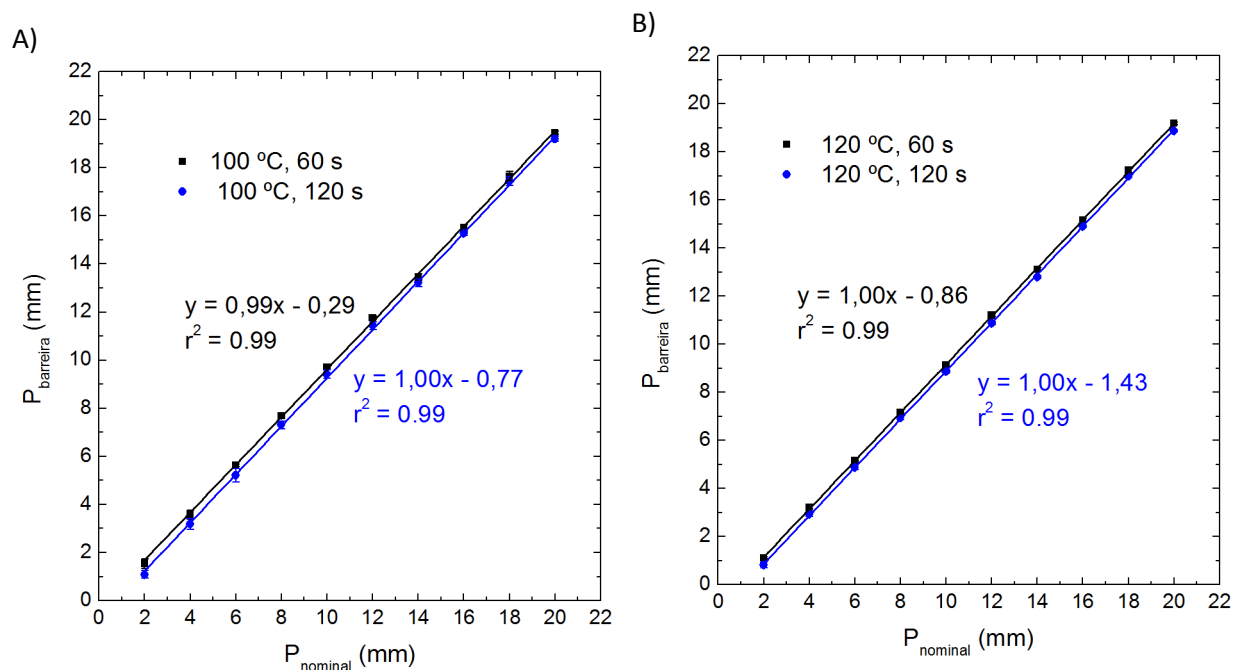 A)
22
20
18
16
14
12
10
8
6
4
2
0
P barreira (mm)
100 ºC, 60 s
100 ºC, 120 s
y = 0,99x - 0,29
r² = 0.99
y = 1,00x - 0,77
r² = 0.99
0 2 4 6 8 10 12 14 16 18 20 22
P nominal (mm)
B)
22
20
18
16
14
12
10
8
6
4
2
0
P barreira (mm)
120 ºC, 60 s
120 ºC, 120 s
y = 1,00x - 0,86
r² = 0.99
y = 1,00x - 1,43
r² = 0.99
0 2 4 6 8 10 12 14 16 18 20 22
P nominal (mm)